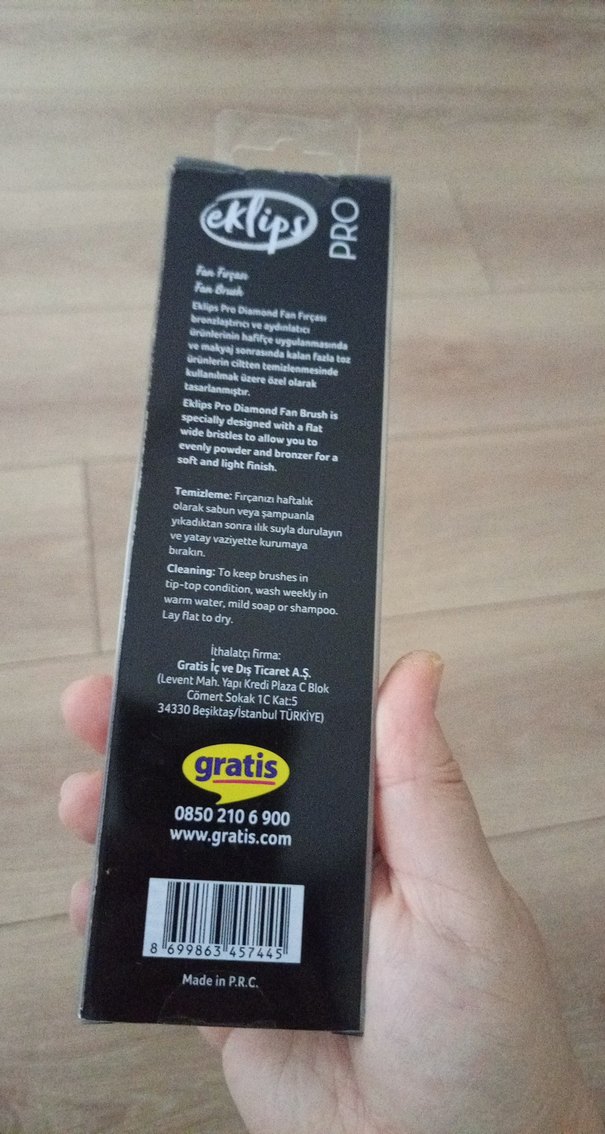 eklips
PRO
Fan Fırçası
Fan Brush
Eklips Pro Diamond Fan Fırçası
bronzlaştırıcı ve aydınlatıcı
ürünlerinin hafifçe uygulanmasında
ve makyaj sonrasında kalan fazla toz
ürünlerin ciltten temizlenmesinde
kullanılmak üzere özel olarak
tasarlanmıştır.
Eklips Pro Diamond Fan Brush is
specially designed with a flat
wide bristles to allow you to
evenly powder and bronzer for a
soft and light finish.
Temizleme: Fırçanızı haftalık
olarak sabun veya şampuanla
yıkadıktan sonra ılık suyla durulayın
ve yatay vaziyette kurumaya
bırakın.
Cleaning: To keep brushes in
tip-top condition, wash weekly in
warm water, mild soap or shampoo.
Lay flat to dry.
İthalatçı firma:
Gratis İç ve Dış Ticaret A.Ş.
(Levent Mah. Yapı Kredi Plaza C Blok
Cömert Sokak 1C Kat:5
34330 Beşiktaş/İstanbul TÜRKİYE)
gratis
0850 210 6 900
www.gratis.com
8 699863 457445
Made in P.R.C.